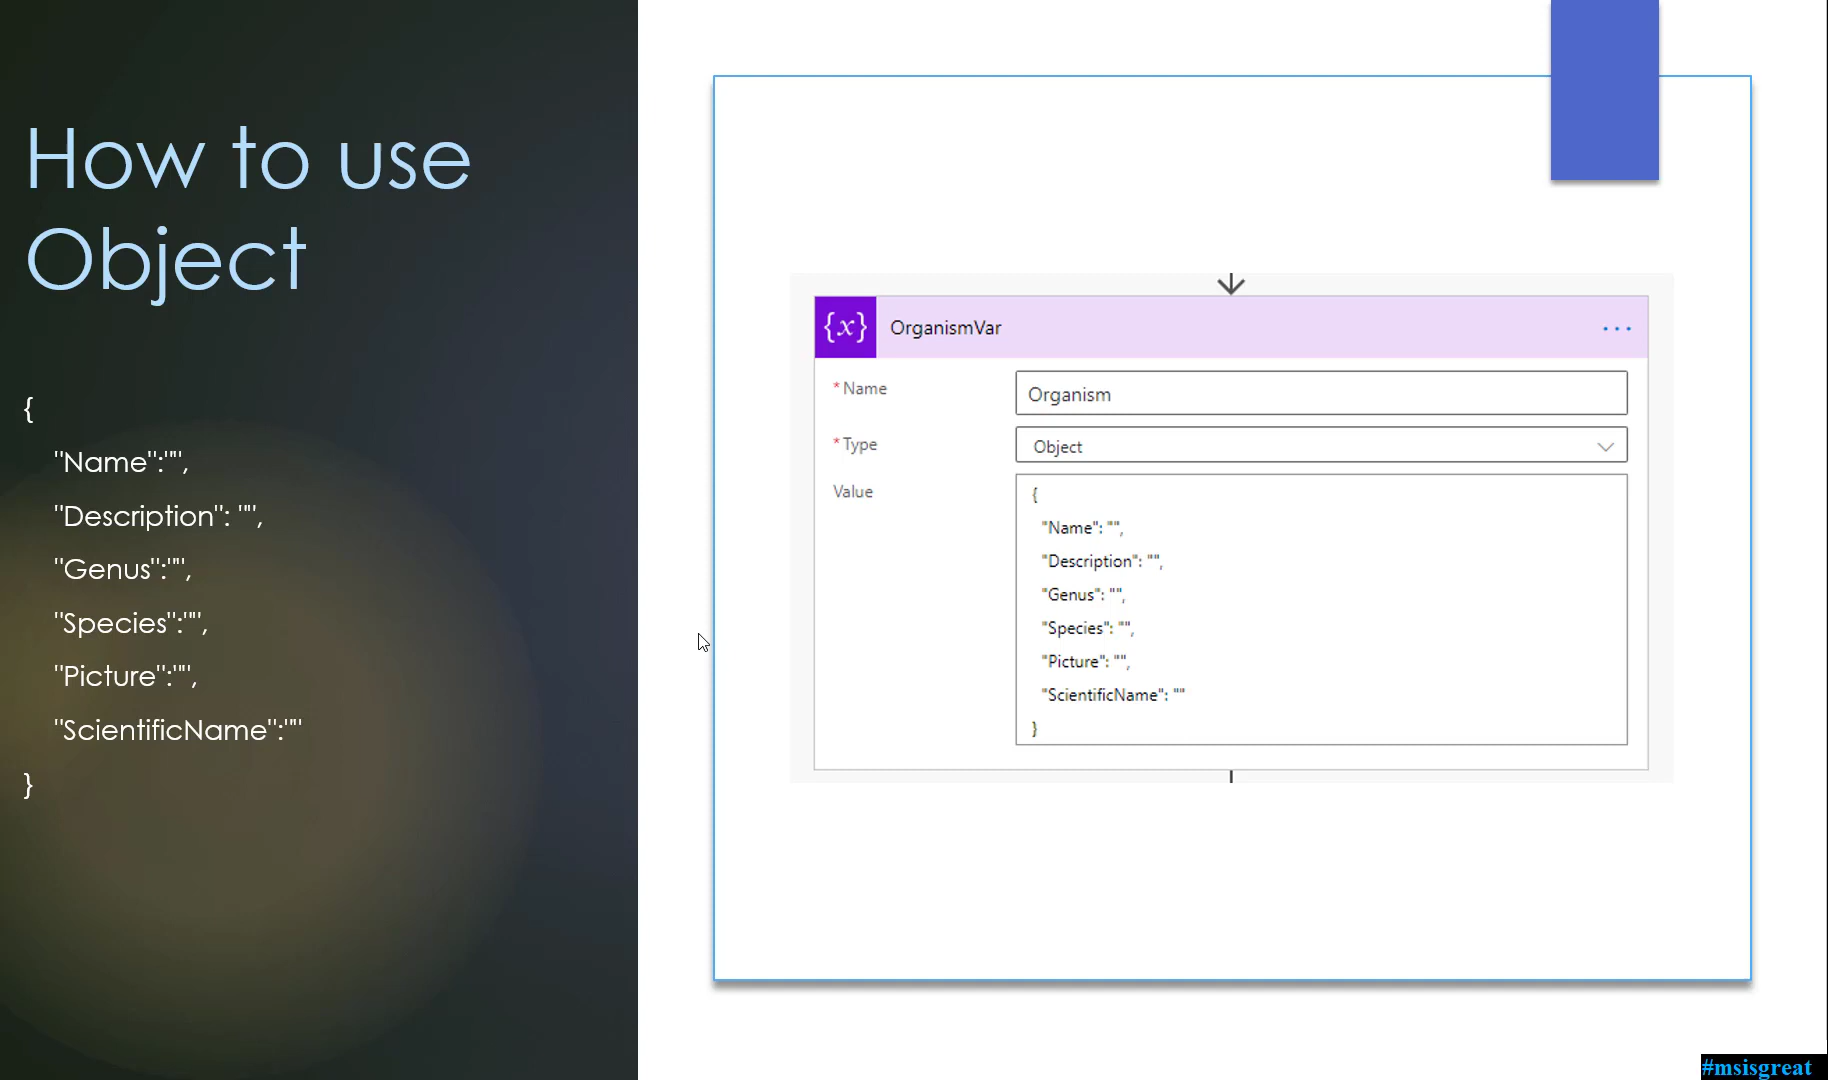 How to use
Object
{
"Name":"",
"Description": "",
"Genus":"",
"Species":"",
"Picture":"",
"ScientificName":""
}
{x} OrganismVar ...
* Name
Organism
* Type
Object
Value
{
"Name": "",
"Description": "",
"Genus": "",
"Species": "",
"Picture": "",
"ScientificName": ""
}
#msisgreat